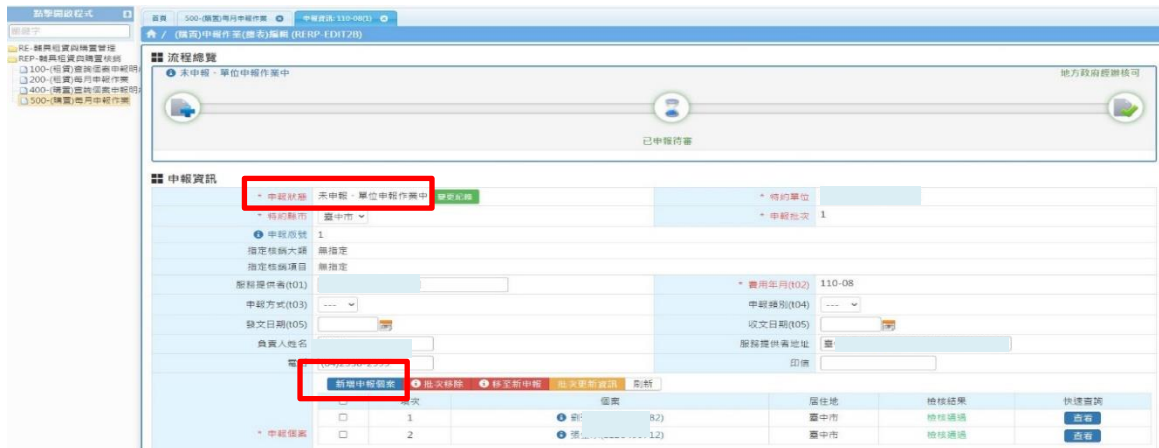 點擊開啟程式
關鍵字
RE-輔具租賃與購置管理
REP-輔具租賃與購置核銷
100-(租賃)查詢個案申報明
200-(租賃)每月申報作業
400-(購置)查詢個案申報明
500-(購置)每月申報作業
首頁 500-(購置)每月申報作業 申報資訊: 110-08(1)
/ (購置)申報作業(總表)編輯 (RERP-EDIT2B)
流程總覽
未申報、單位申報作業中 地方政府經辦核可
已申報待審
申報資訊
* 申報狀態 未申報、單位申報作業中 變更紀錄 * 特約單位
* 特約縣市 臺中市 * 申報批次 1
申報版號 1
指定核銷大類 無指定
指定核銷項目 無指定
服務提供者(t01) * 費用年月(t02) 110-08
申報方式(t03) --- 申報類別(t04) ---
發文日期(t05) 收文日期(t05)
負責人姓名 服務提供者地址 臺
電 印信
新增申報個案 批次移除 移至新申報 批次更新資訊 刷新
項次 個案 居住地 檢核結果 快速查詢
1 劉 82) 臺中市 檢核通過 查看
* 申報個案 2 張 12) 臺中市 檢核通過 查看